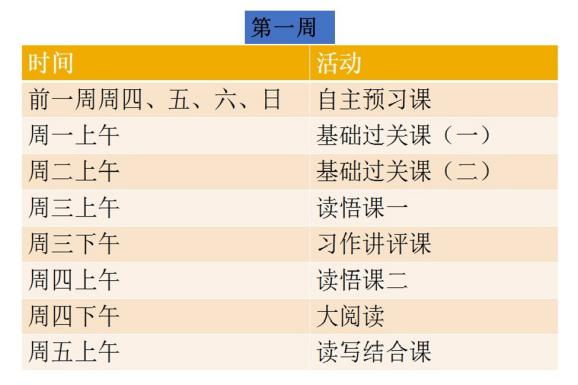 第一周
时间 活动
前一周周四、五、六、日 自主预习课
周一上午 基础过关课（一）
周二上午 基础过关课（二）
周三上午 读悟课一
周三下午 习作讲评课
周四上午 读悟课二
周四下午 大阅读
周五上午 读写结合课